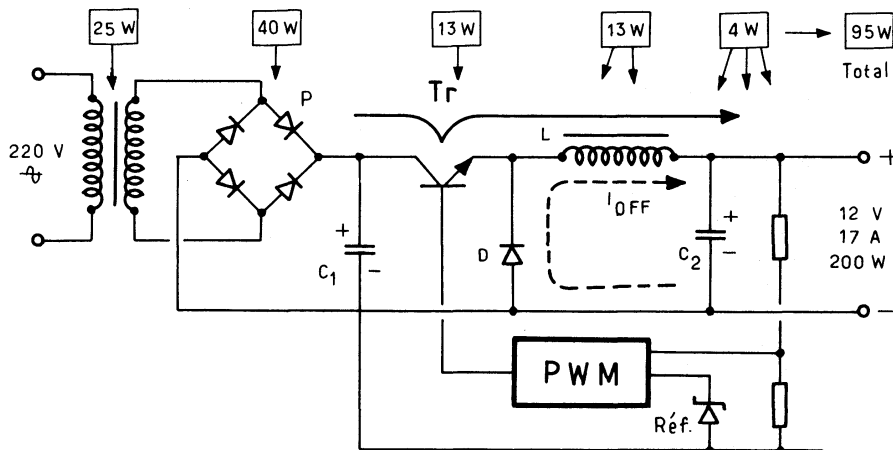 25 W
40 W
13 W
13 W
4 W
95 W
Total
P
Tr
L
+
220 V
I OFF
+
+
12 V
17 A
200 W
D
C1
-
C2
-
-
PWM
Réf.